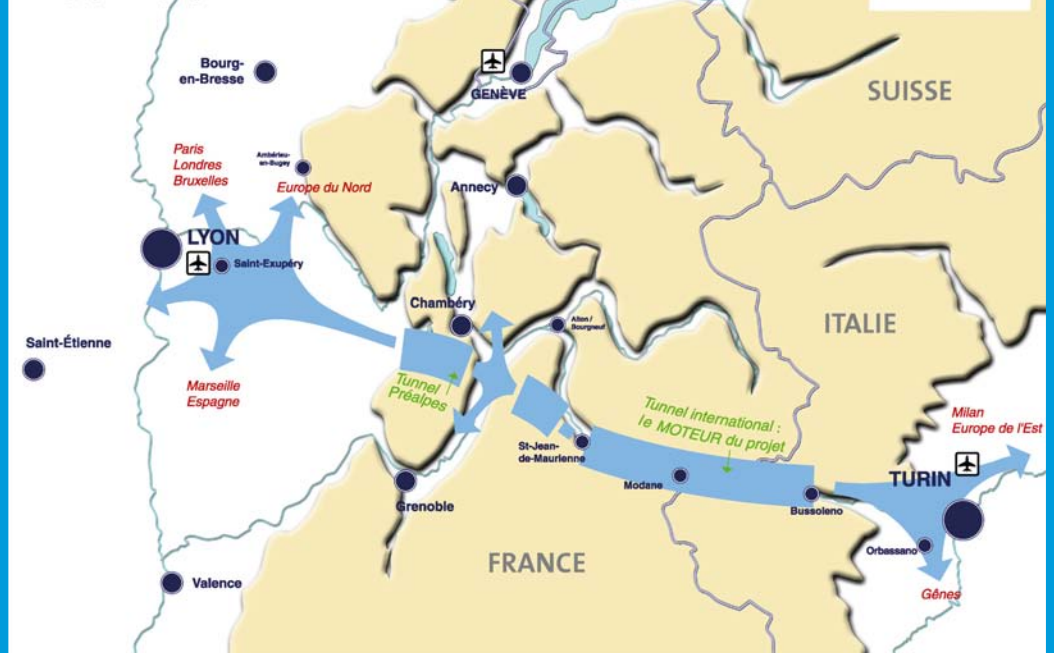 Bourg-
en-Bresse
GENÈVE
SUISSE
Paris
Londres
Bruxelles
Ambérieu-
en-Bugey
Europe du Nord
Annecy
LYON
Saint-Exupéry
Chambéry
Aiton /
Bourgneuf
ITALIE
Saint-Étienne
Marseille
Espagne
Tunnel
Préalpes
Tunnel international :
le MOTEUR du projet
Milan
Europe de l'Est
St-Jean-
de-Maurienne
Modane
TURIN
Grenoble
Bussoleno
Orbassano
FRANCE
Valence
Gênes